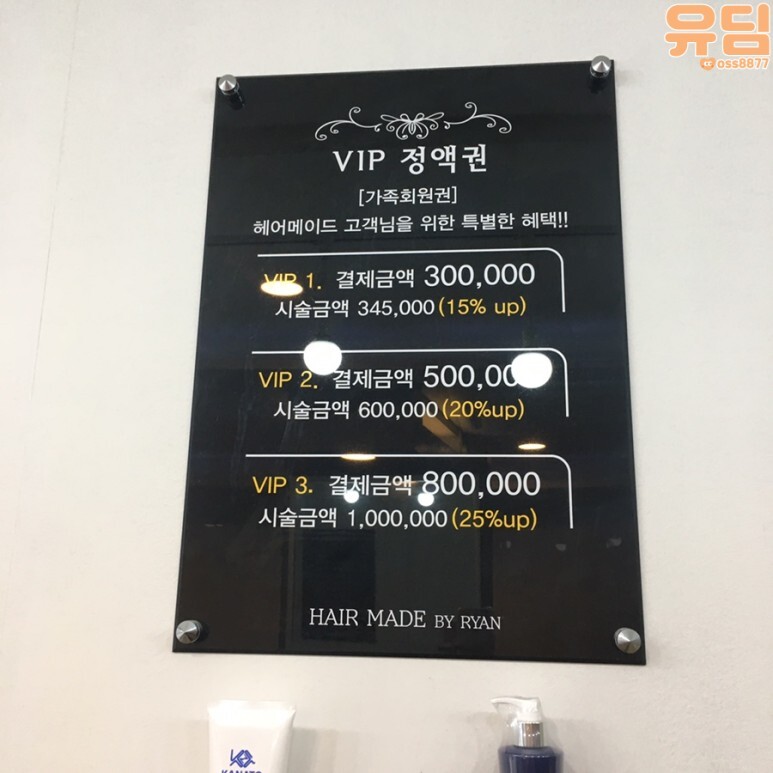 유딤
oss8877
VIP 정액권
[가족회원권]
헤어메이드 고객님을 위한 특별한 혜택!!
VIP 1. 결제금액 300,000
시술금액 345,000 (15% up)
VIP 2. 결제금액 500,000
시술금액 600,000 (20%up)
VIP 3. 결제금액 800,000
시술금액 1,000,000 (25%up)
HAIR MADE BY RYAN